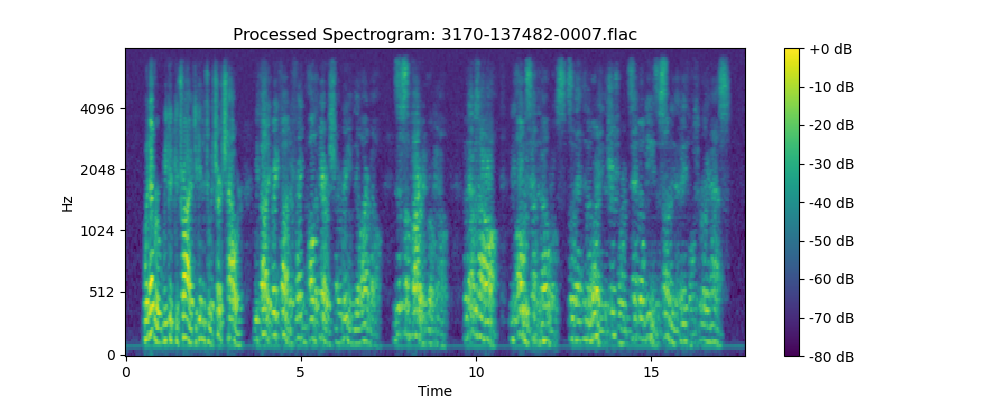 Processed Spectrogram: 3170-137482-0007.flac
Hz
4096
2048
1024
512
0
0 5 10 15
Time
+0 dB
-10 dB
-20 dB
-30 dB
-40 dB
-50 dB
-60 dB
-70 dB
-80 dB